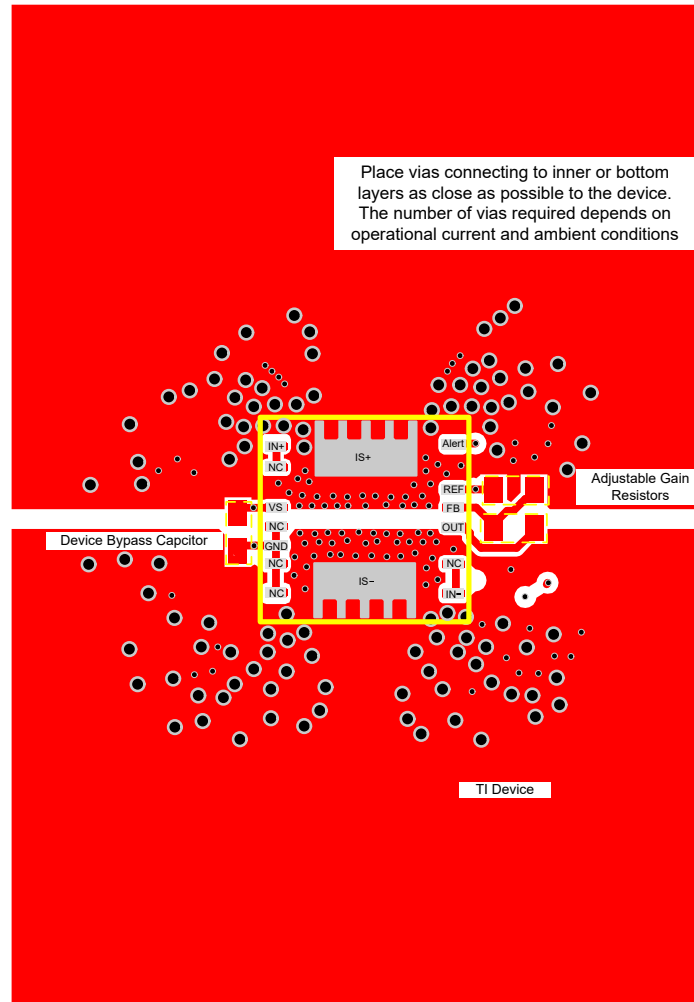 Place vias connecting to inner or bottom
layers as close as possible to the device.
The number of vias required depends on
operational current and ambient conditions
IN+
NC
IS+
Alert
REF
Adjustable Gain
Resistors
VS
FB
NC
OUT
Device Bypass Capcitor
GND
NC
NC
IS−
NC
IN−
TI Device